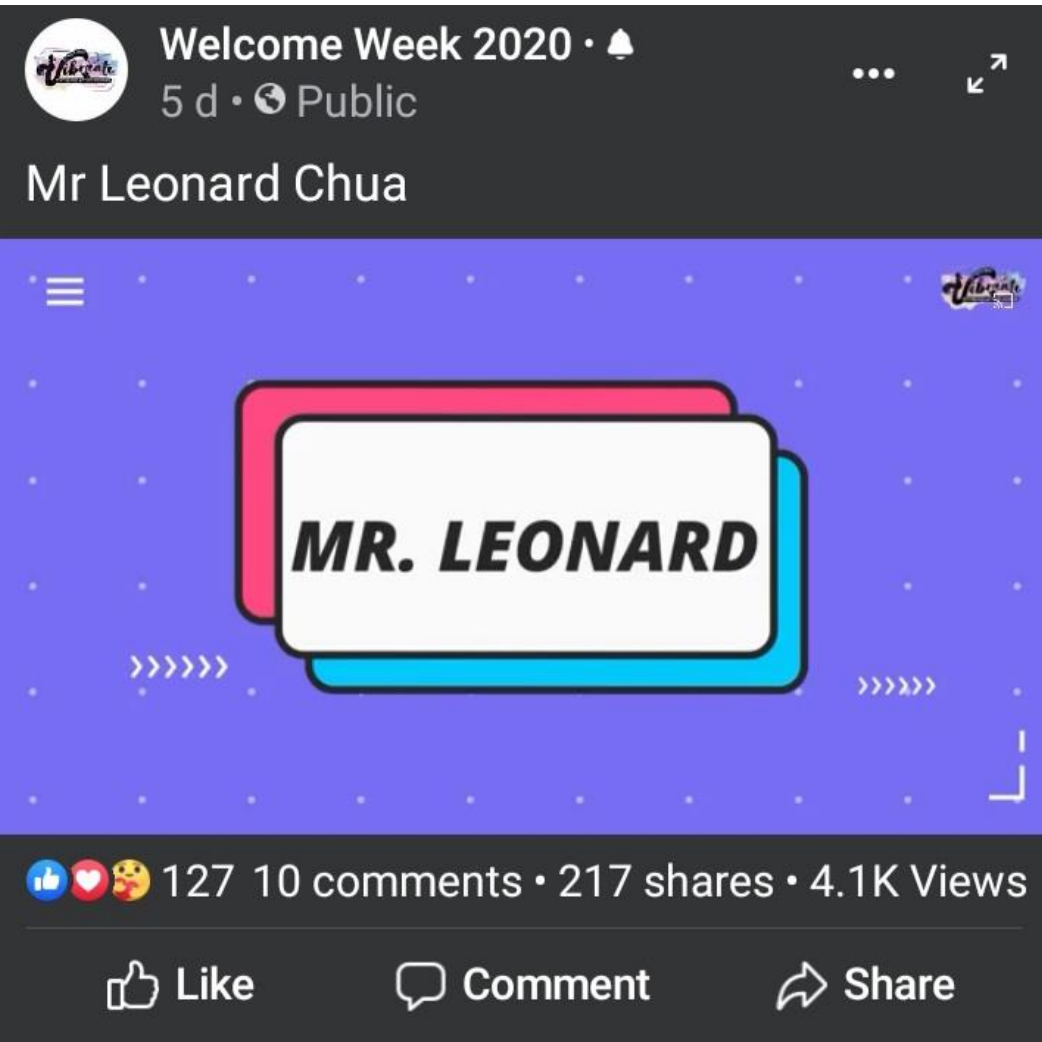 Welcome Week 2020 ·
5 d · Public
Mr Leonard Chua
MR. LEONARD
127 10 comments • 217 shares • 4.1K Views
Like Comment Share